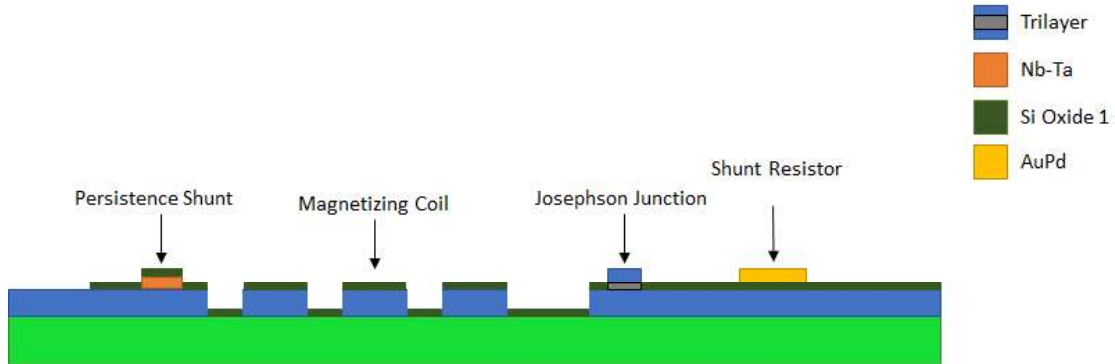 Trilayer
Nb-Ta
Si Oxide 1
AuPd
Shunt Resistor
Persistence Shunt
Magnetizing Coil
Josephson Junction